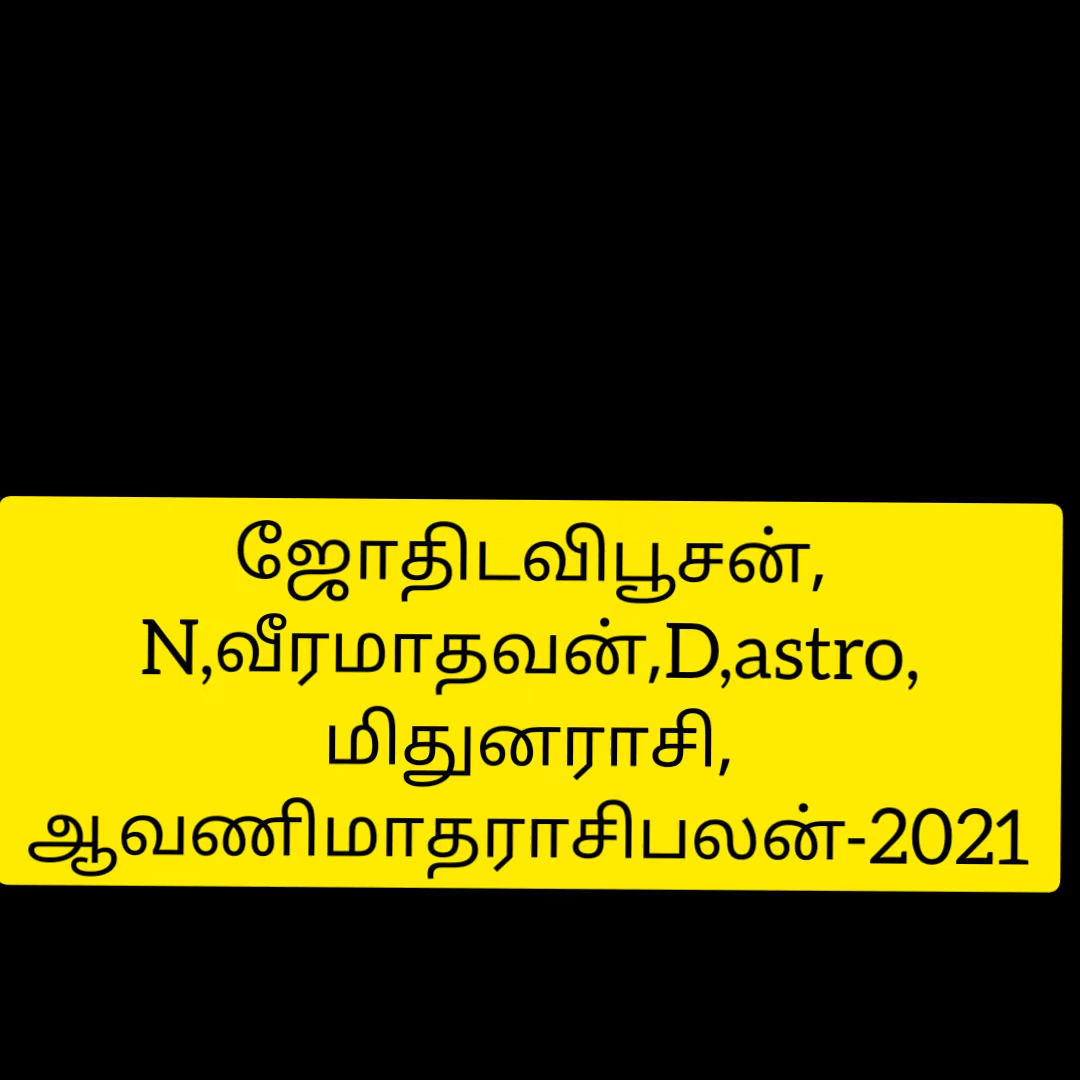 ஜோதிடவிபூசன்,
N,வீரமாதவன்,D,astro,
மிதுனராசி,
ஆவணிமாதராசிபலன்-2021